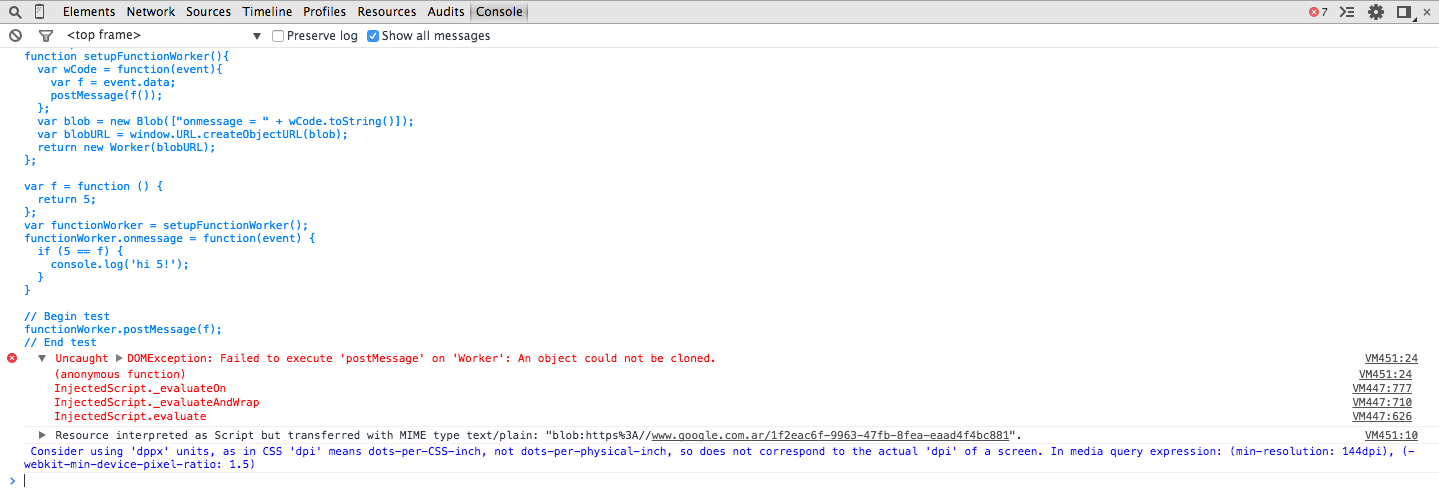 Elements Network Sources Timeline Profiles Resources Audits Console 7
<top frame> Preserve log Show all messages
function setupFunctionWorker(){
var wCode = function(event){
var f = event.data;
postMessage(f());
};
var blob = new Blob(["onmessage = " + wCode.toString()]);
var blobURL = window.URL.createObjectURL(blob);
return new Worker(blobURL);
};
var f = function () {
return 5;
};
var functionWorker = setupFunctionWorker();
functionWorker.onmessage = function(event) {
if (5 == f) {
console.log('hi 5!');
}
}
// Begin test
functionWorker.postMessage(f);
// End test
Uncaught DOMException: Failed to execute 'postMessage' on 'Worker': An object could not be cloned. VM451:24
(anonymous function) VM451:24
InjectedScript._evaluateOn VM447:777
InjectedScript._evaluateAndWrap VM447:710
InjectedScript.evaluate VM447:626
Resource interpreted as Script but transferred with MIME type text/plain: "blob:https%3A//www.google.com.ar/1f2eac6f-9963-47fb-8fea-eaad4f4bc881". VM451:10
Consider using 'dppx' units, as in CSS 'dpi' means dots-per-CSS-inch, not dots-per-physical-inch, so does not correspond to the actual 'dpi' of a screen. In media query expression: (min-resolution: 144dpi), (-
webkit-min-device-pixel-ratio: 1.5)
>